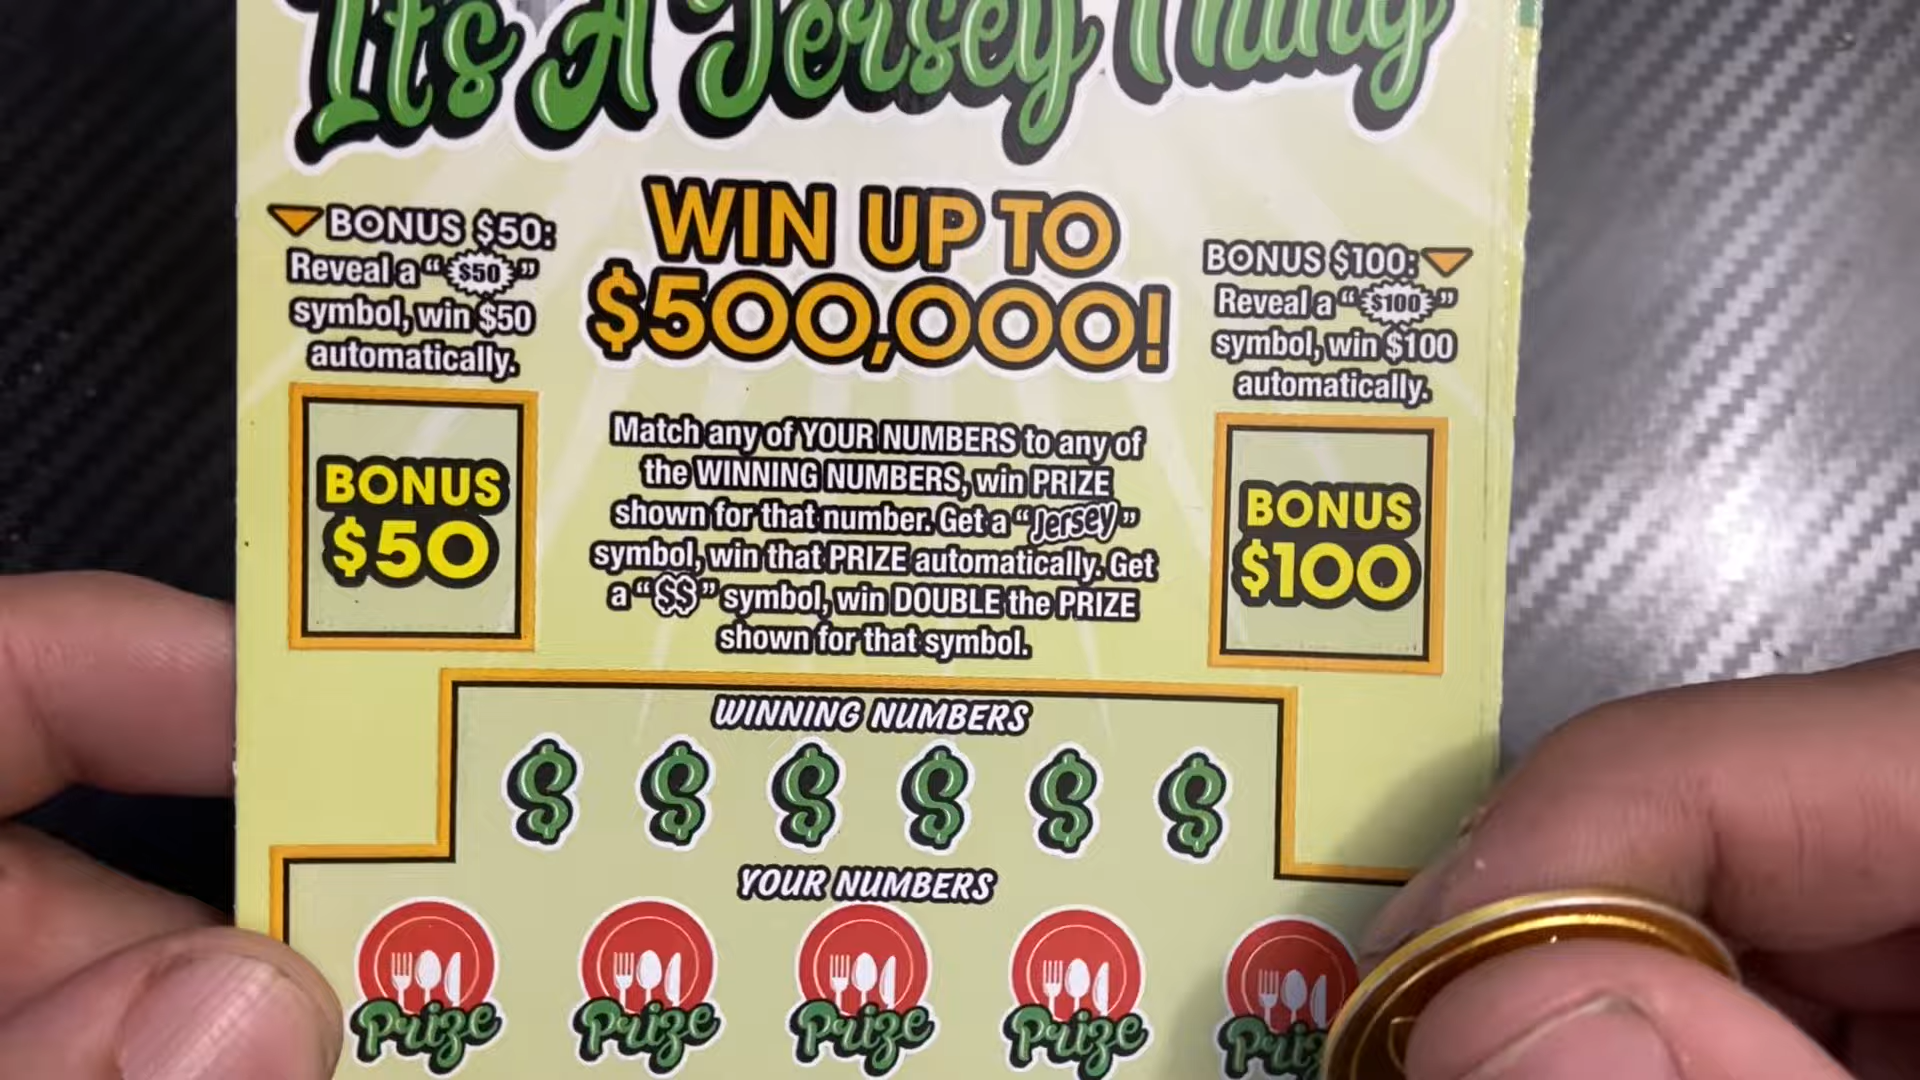 It's A Jersey Thing
WIN UP TO
$500,000!
BONUS $50:
Reveal a “$50”
symbol, win $50
automatically.
BONUS $100:
Reveal a “$100”
symbol, win $100
automatically.
BONUS
$50
Match any of YOUR NUMBERS to any of
the WINNING NUMBERS, win PRIZE
shown for that number. Get a “Jersey”
symbol, win that PRIZE automatically. Get
a “$$” symbol, win DOUBLE the PRIZE
shown for that symbol.
BONUS
$100
WINNING NUMBERS
$ $ $ $ $ $
YOUR NUMBERS
Prize Prize Prize Prize